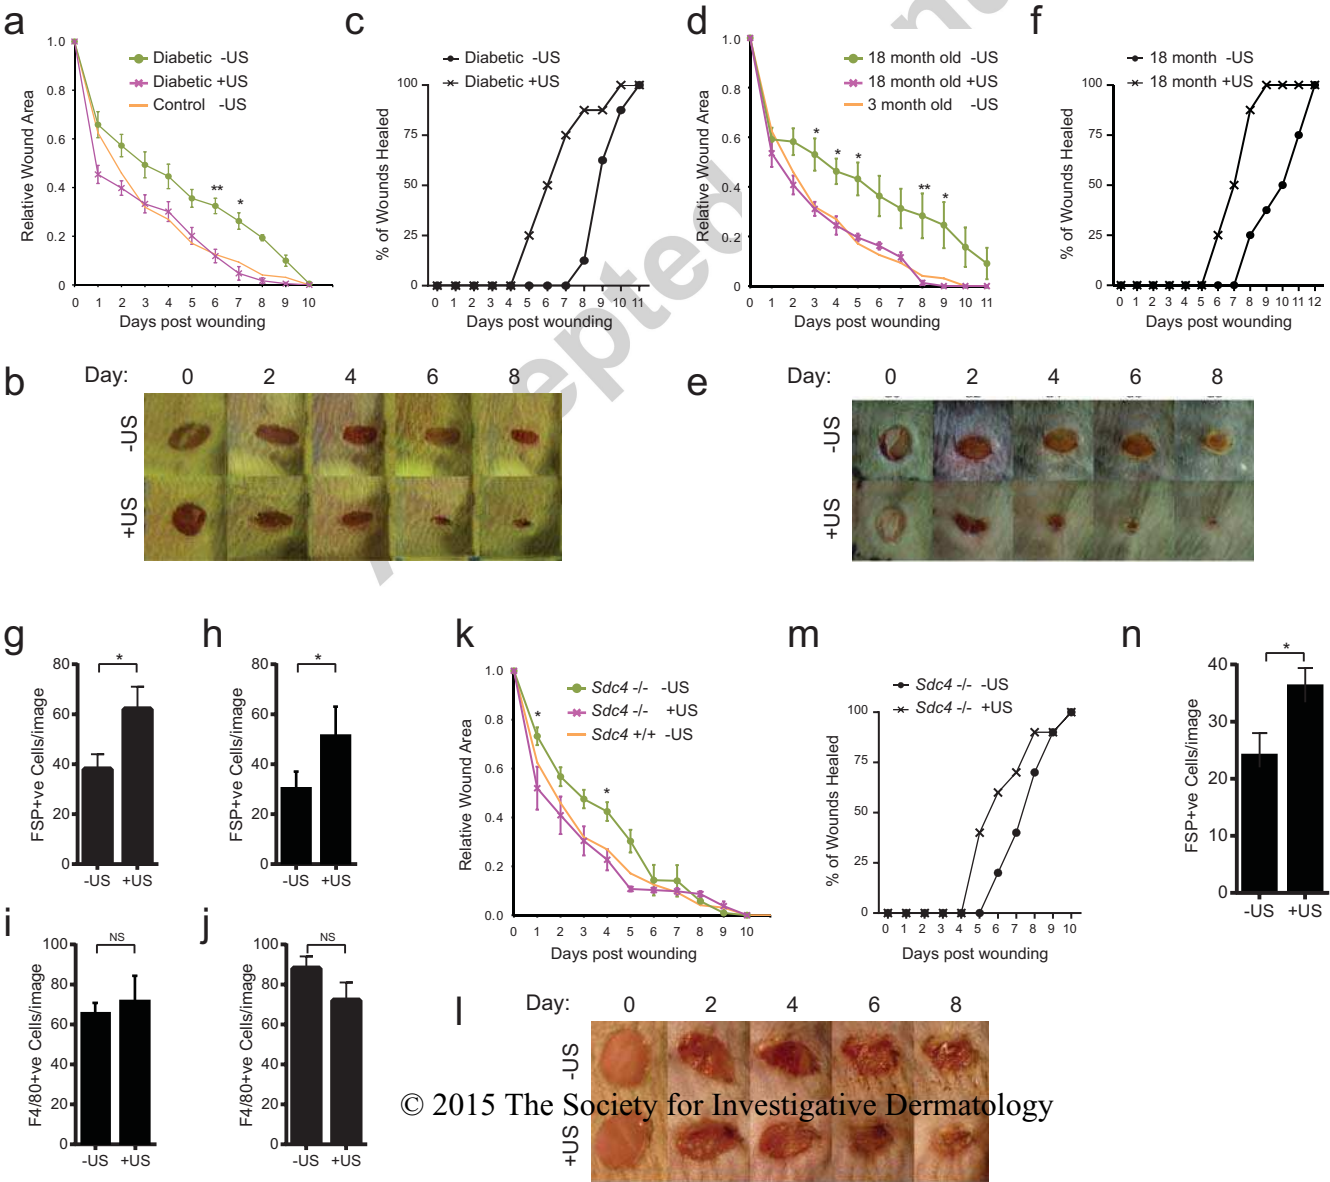 a
1.0
0.8
0.6
0.4
0.2
0
Relative Wound Area
Diabetic -US
Diabetic +US
Control -US
**
*
0 1 2 3 4 5 6 7 8 9 10
Days post wounding
c
Diabetic -US
Diabetic +US
100
75
50
25
0
% of Wounds Healed
0 1 2 3 4 5 6 7 8 9 10 11
Days post wounding
d
1.0
0.8
0.6
0.4
0.2
0
Relative Wound Area
18 month old -US
18 month old +US
3 month old -US
*
*
*
**
*
0 1 2 3 4 5 6 7 8 9 10 11
Days post wounding
f
18 month -US
18 month +US
100
75
50
25
0
% of Wounds Healed
0 1 2 3 4 5 6 7 8 9 10 11 12
Days post wounding
b
Day: 0 2 4 6 8
-US
+US
e
Day: 0 2 4 6 8
-US
+US
g
80
60
40
20
0
FSP+ve Cells/image
*
-US +US
h
80
60
40
20
0
FSP+ve Cells/image
*
-US +US
k
1.0
0.8
0.6
0.4
0.2
0.0
Relative Wound Area
Sdc4 -/- -US
Sdc4 -/- +US
Sdc4 +/+ -US
*
*
0 1 2 3 4 5 6 7 8 9 10
Days post wounding
m
Sdc4 -/- -US
Sdc4 -/- +US
100
75
50
25
0
% of Wounds Healed
0 1 2 3 4 5 6 7 8 9 10
Days post wounding
n
40
30
20
10
0
FSP+ve Cells/image
*
-US +US
i
100
80
60
40
20
0
F4/80+ve Cells/image
NS
-US +US
j
100
80
60
40
20
0
F4/80+ve Cells/image
NS
-US +US
l
Day: 0 2 4 6 8
-US
+US
© 2015 The Society for Investigative Dermatology